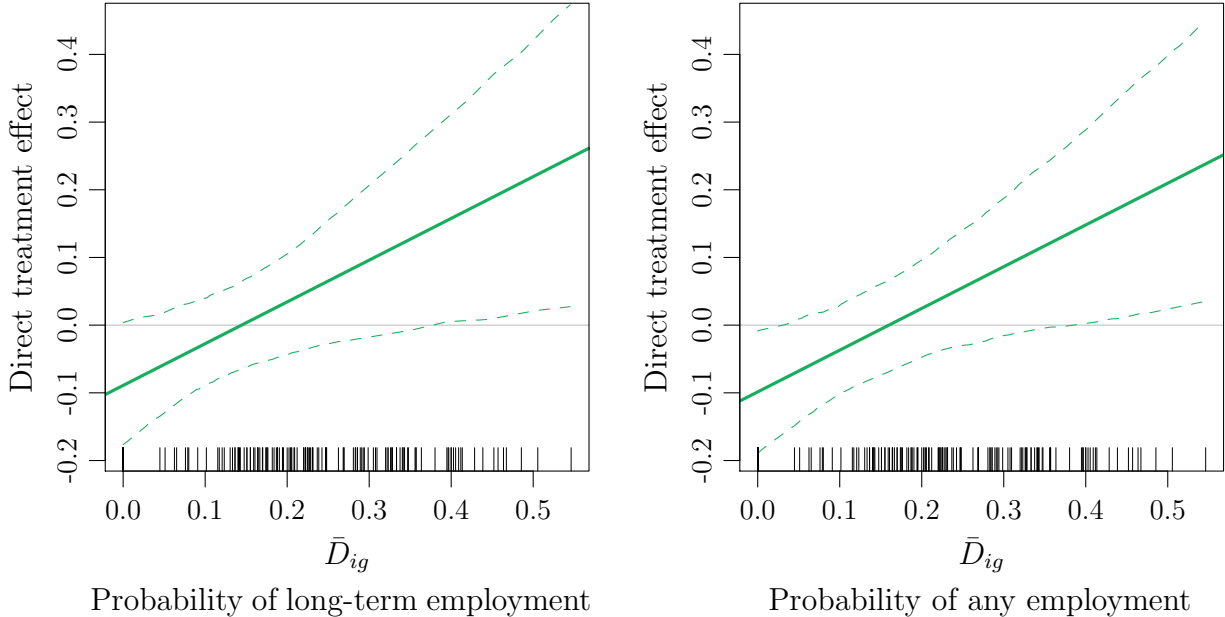 Direct treatment effect
0.4
0.3
0.2
0.1
0.0
-0.1
-0.2
0.0 0.1 0.2 0.3 0.4 0.5
D̄ig
Probability of long-term employment
Direct treatment effect
0.4
0.3
0.2
0.1
0.0
-0.1
-0.2
0.0 0.1 0.2 0.3 0.4 0.5
D̄ig
Probability of any employment